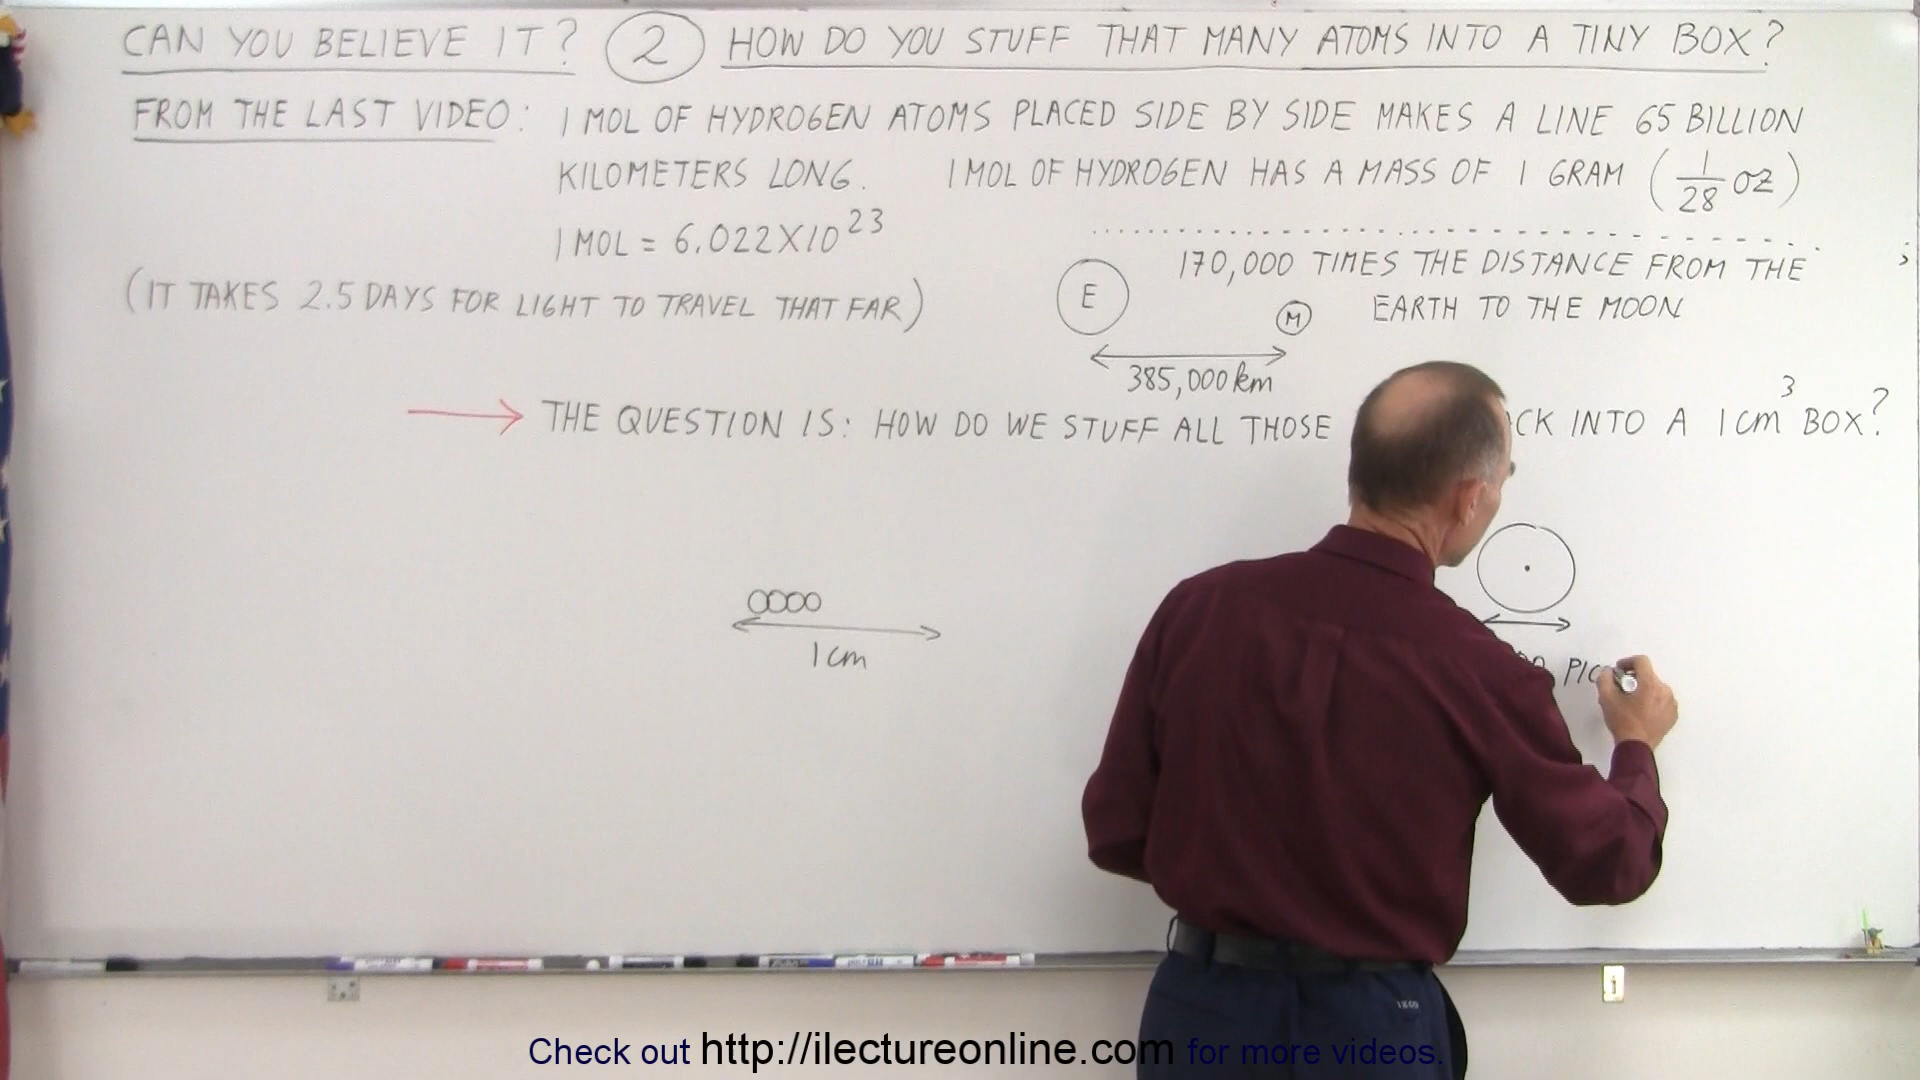 CAN YOU BELIEVE IT? 2 HOW DO YOU STUFF THAT MANY ATOMS INTO A TINY BOX?
FROM THE LAST VIDEO: 1 MOL OF HYDROGEN ATOMS PLACED SIDE BY SIDE MAKES A LINE 65 BILLION
KILOMETERS LONG. 1 MOL OF HYDROGEN HAS A MASS OF 1 GRAM (1/28 OZ)
1 MOL = 6.022X10^23
170,000 TIMES THE DISTANCE FROM THE
EARTH TO THE MOON
(IT TAKES 2.5 DAYS FOR LIGHT TO TRAVEL THAT FAR)
E
M
385,000 km
THE QUESTION IS: HOW DO WE STUFF ALL THOSE INTO A 1 cm^3 BOX?
1 cm
Check out http://ilectureonline.com for more videos.